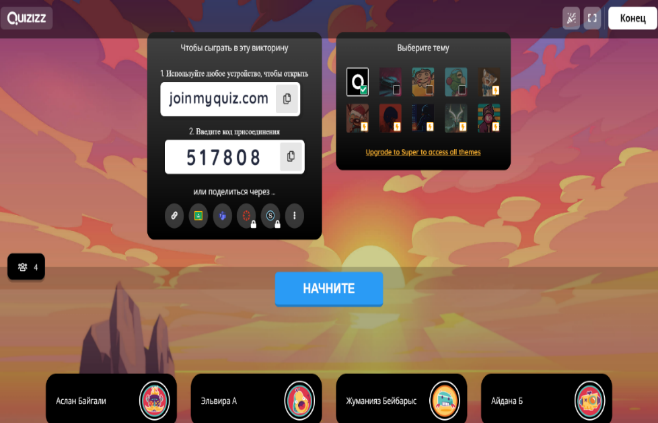 QUIZIZZ
Конец
Чтобы сыграть в эту викторину
1. Используйте любое устройство, чтобы открыть
joinmyquiz.com
2. Введите код присоединения
517808
или поделиться через ..
Выберите тему
Upgrade to Super to access all themes
4
НАЧНИТЕ
Аслан Байгали
Эльвира А
Жуманияз Бейбарыс
Айдана Б